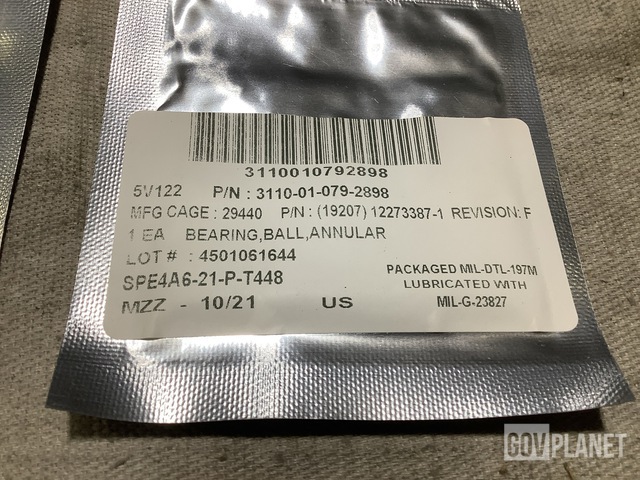 3110010792898
5V122 P/N : 3110-01-079-2898
MFG CAGE : 29440 P/N : (19207) 12273387-1 REVISION: F
1 EA BEARING,BALL,ANNULAR
LOT # : 4501061644
SPE4A6-21-P-T448
PACKAGED MIL-DTL-197M
LUBRICATED WITH
MZZ - 10/21 US MIL-G-23827
GOVPLANET